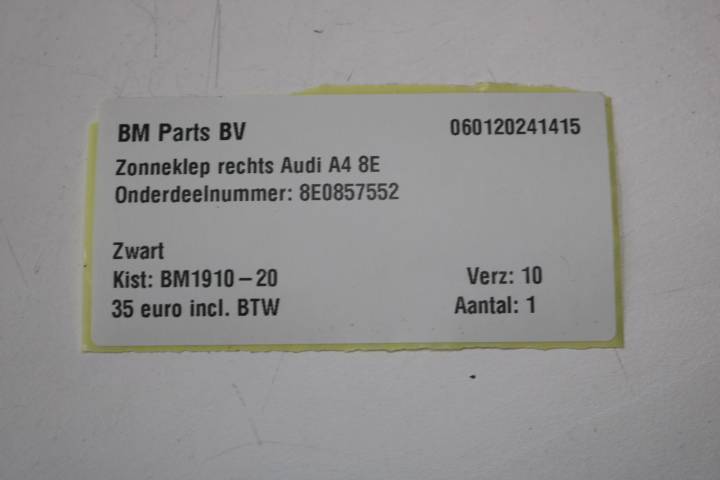 BM Parts BV 060120241415
Zonneklep rechts Audi A4 8E
Onderdeelnummer: 8E0857552
Zwart
Kist: BM1910-20 Verz: 10
35 euro incl. BTW Aantal: 1